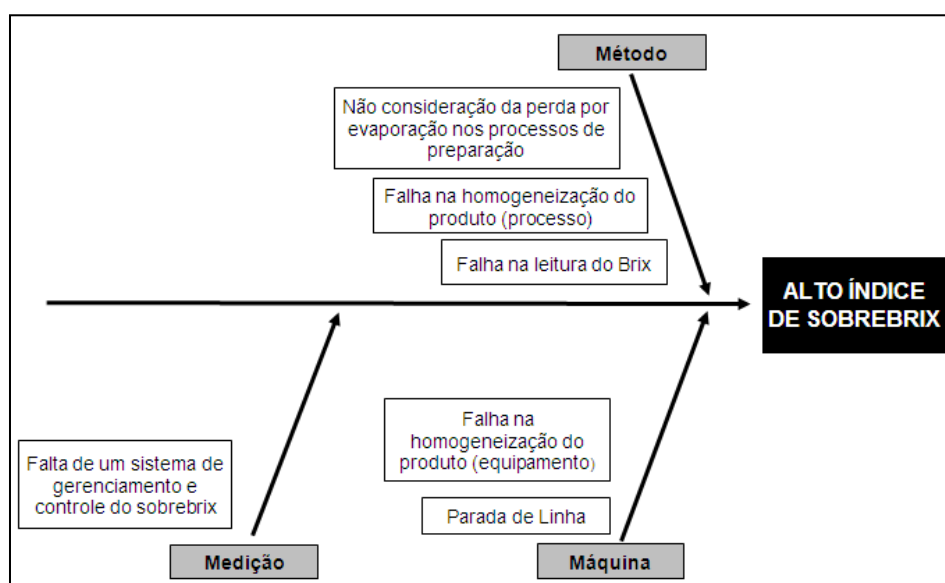 Método
Não consideração da perda por
evaporação nos processos de
preparação
Falha na homogeneização do
produto (processo)
Falha na leitura do Brix
ALTO ÍNDICE
DE SOBREBRIX
Falha na
homogeneização do
produto (equipamento)
Parada de Linha
Falta de um sistema de
gerenciamento e
controle do sobrebrix
Medição
Máquina